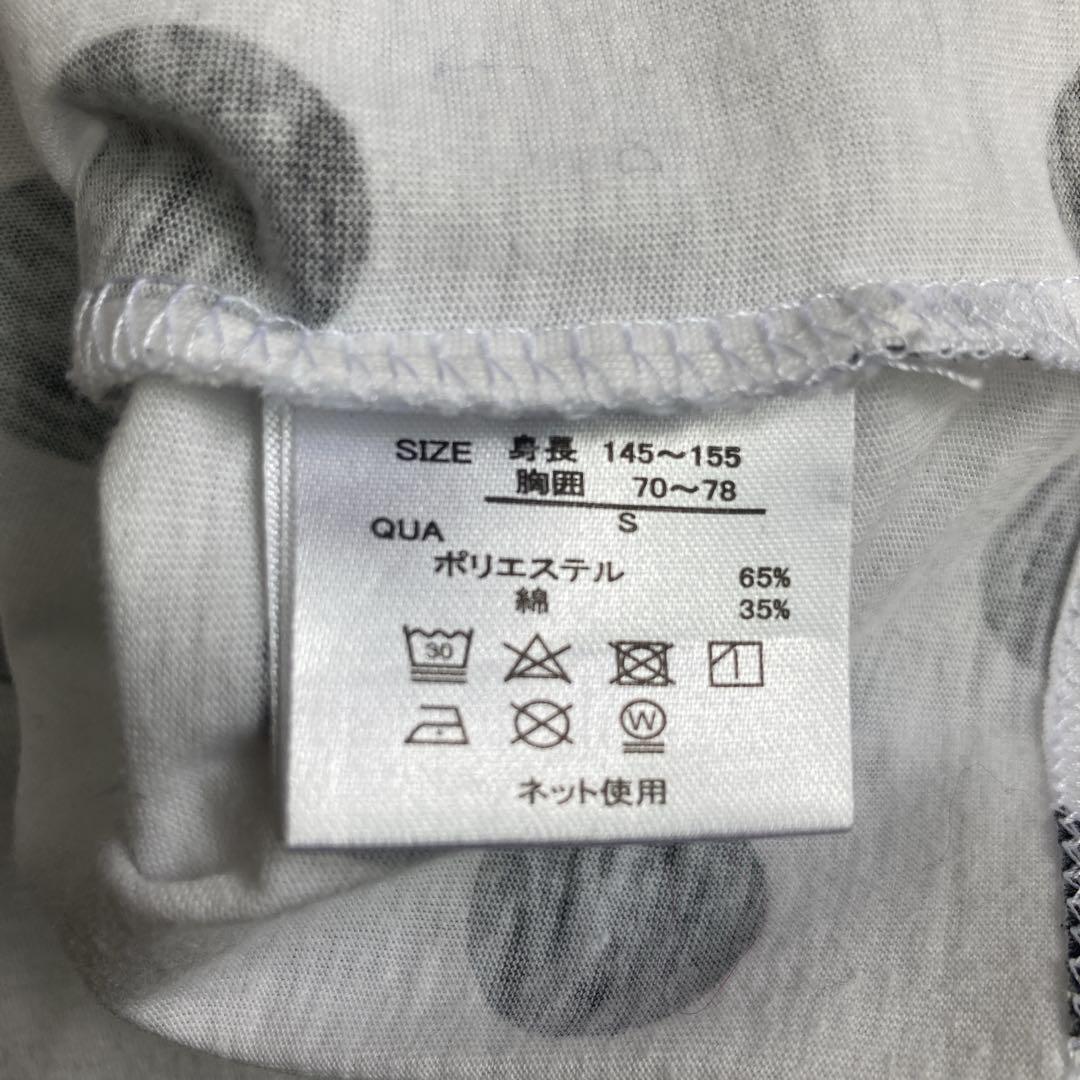 SIZE 身長 145～155
胸囲 70～78
S
QUA
ポリエステル 65%
綿 35%
30
W
ネット使用